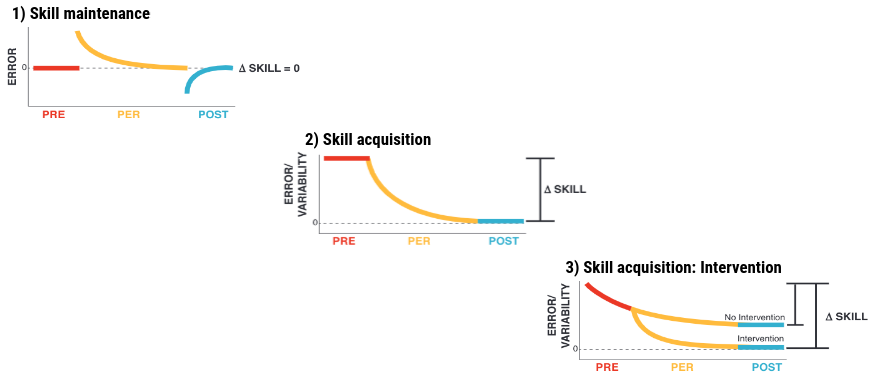 1) Skill maintenance
ERROR
0
Δ SKILL = 0
PRE PER POST
2) Skill acquisition
ERROR/
VARIABILITY
0
Δ SKILL
PRE PER POST
3) Skill acquisition: Intervention
ERROR/
VARIABILITY
No Intervention
Δ SKILL
Intervention
0
PRE PER POST